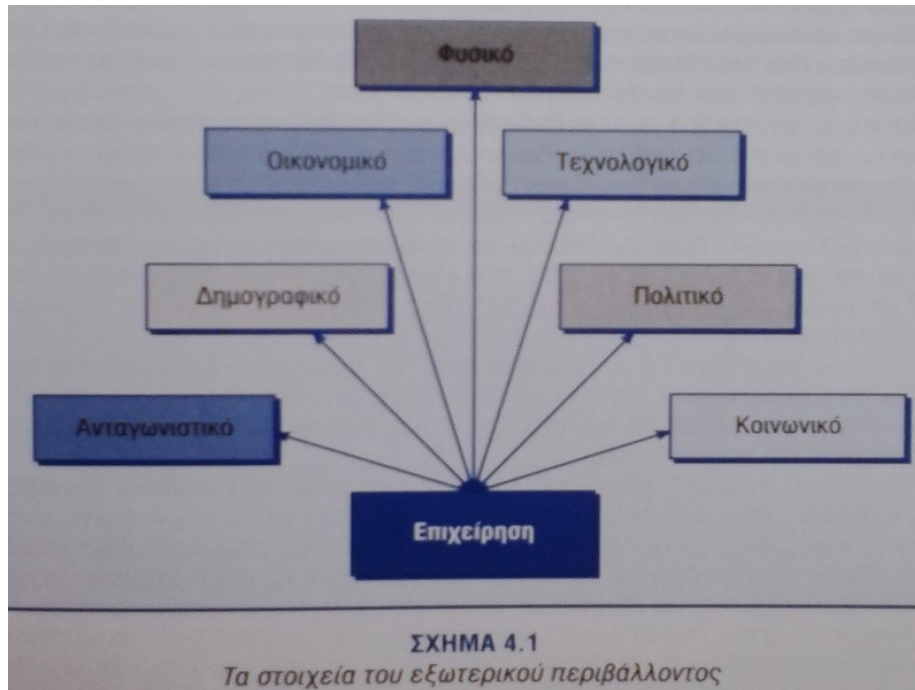 Φυσικό
Οικονομικό
Τεχνολογικό
Δημογραφικό
Πολιτικό
Ανταγωνιστικό
Κοινωνικό
Επιχείρηση
ΣΧΗΜΑ 4.1
Τα στοιχεία του εξωτερικού περιβάλλοντος